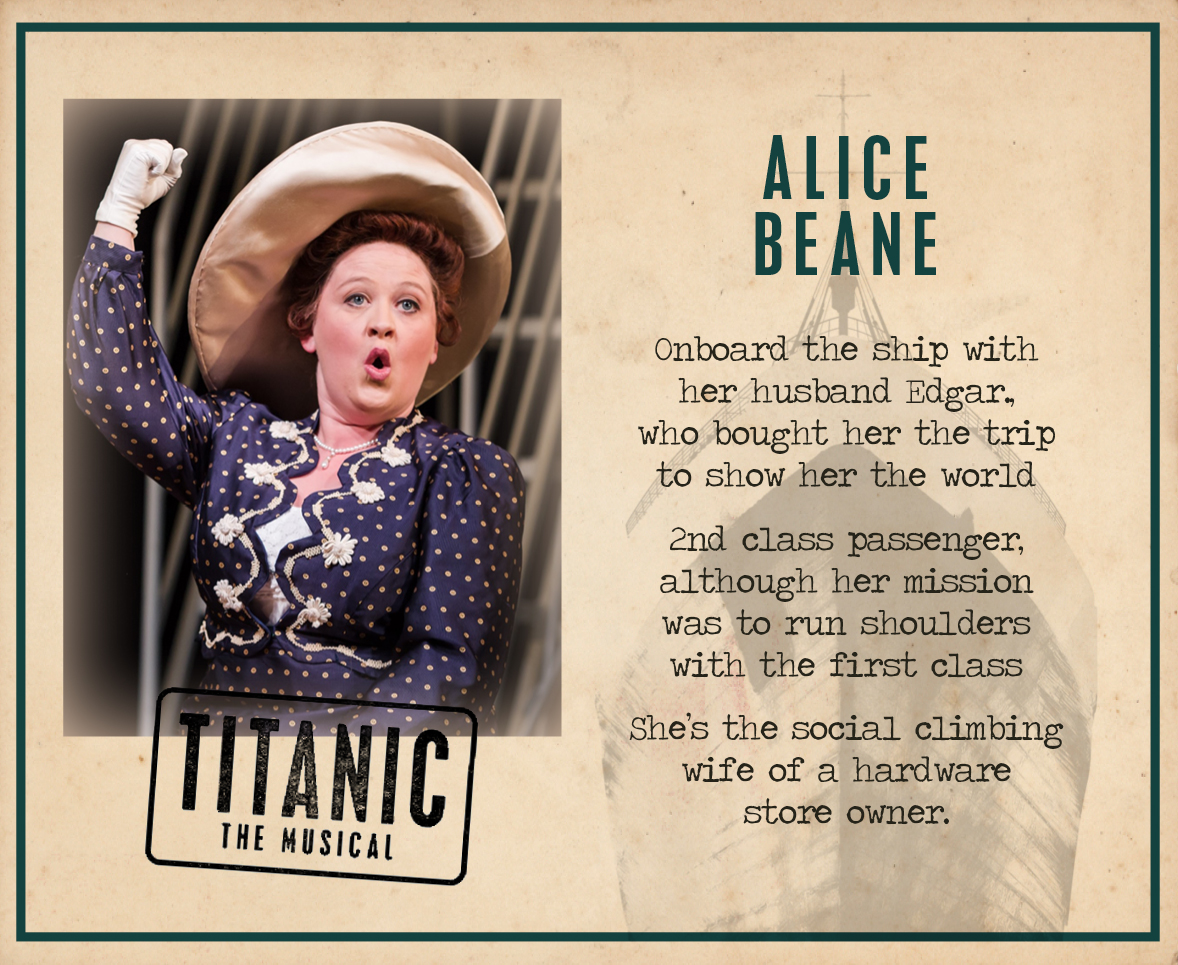 ALICE
BEANE
Onboard the ship with
her husband Edgar.,
who bought her the trip
to show her the world
2nd class passenger,
although her mission
was to run shoulders
with the first class
She's the social climbing
wife of a hardware
store owner.
TITANIC
THE MUSICAL